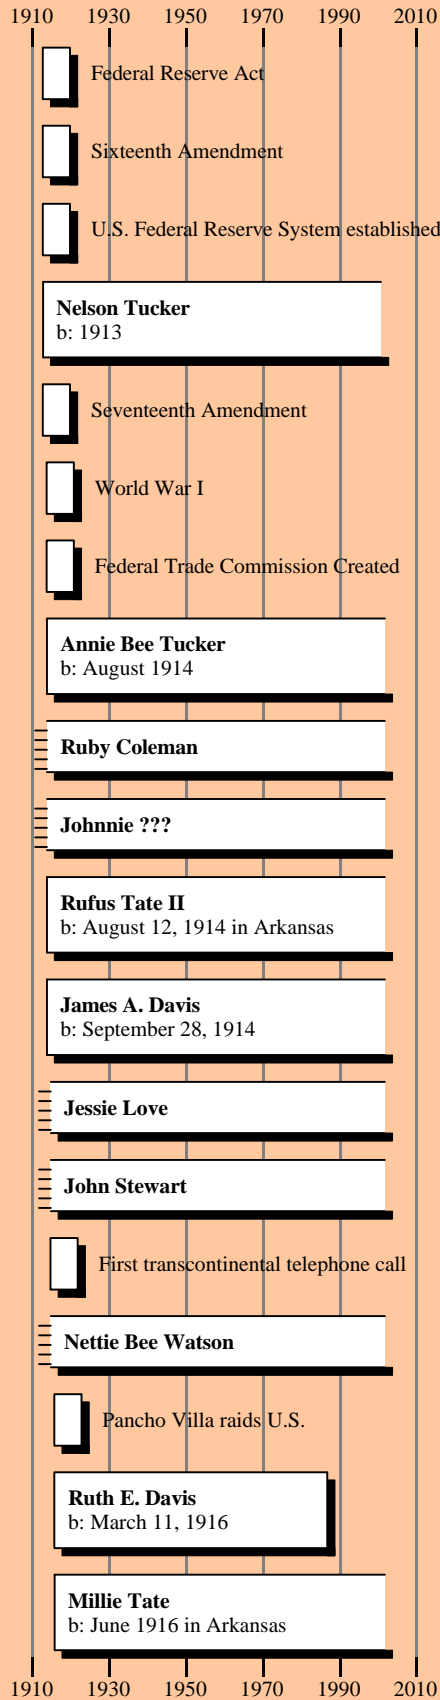 1910 1930 1950 1970 1990 2010
Federal Reserve Act
Sixteenth Amendment
U.S. Federal Reserve System established
Nelson Tucker
b: 1913
Seventeenth Amendment
World War I
Federal Trade Commission Created
Annie Bee Tucker
b: August 1914
Ruby Coleman
Johnnie ???
Rufus Tate II
b: August 12, 1914 in Arkansas
James A. Davis
b: September 28, 1914
Jessie Love
John Stewart
First transcontinental telephone call
Nettie Bee Watson
Pancho Villa raids U.S.
Ruth E. Davis
b: March 11, 1916
Millie Tate
b: June 1916 in Arkansas
1910 1930 1950 1970 1990 2010